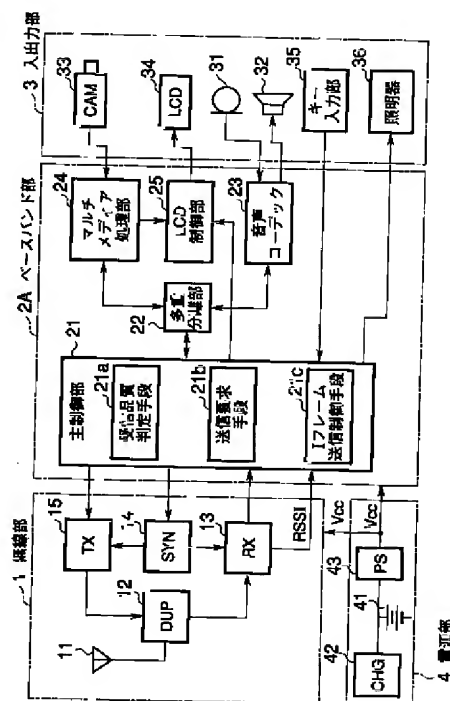 1 無線部
11
DUP
12
TX
15
SYN
14
RX
13
RSSI
2A ベースバンド部
主制御部
21
受信品質
判定手段
21a
送信要求
手段
21b
Iフレーム
送信制御手段
21c
多重
分離部
22
マルチ
メディア
処理部
24
LCD
制御部
25
音声
コーデック
23
3 入出力部
CAM
33
LCD
34
31
32
キー
入力部
35
照明器
36
4 電源部
CHG
42
41
PS
43
Vcc
Vcc